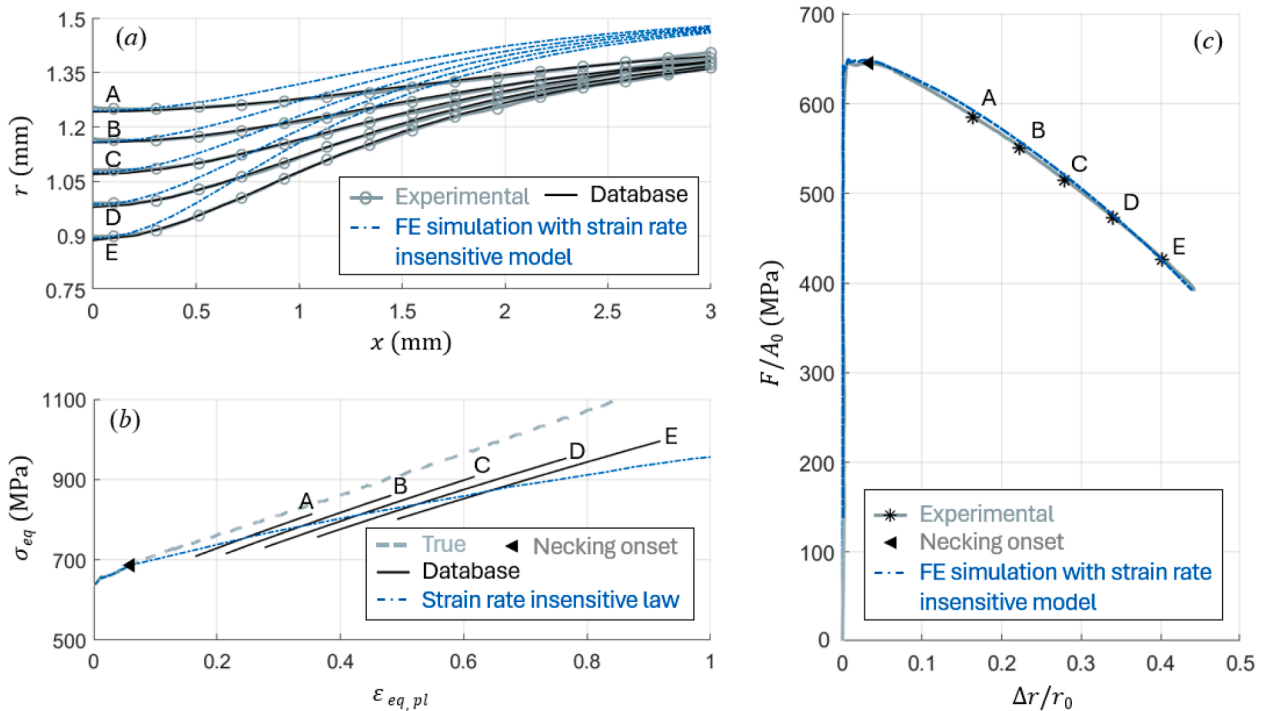 (a)
1.5
1.35
1.2
1.05
0.9
0.75
r (mm)
A
B
C
D
E
Experimental
Database
FE simulation with strain rate
insensitive model
0
0.5
1
1.5
2
2.5
3
x (mm)
(b)
1100
900
700
500
σeq (MPa)
A
B
C
D
E
True
Necking onset
Database
Strain rate insensitive law
0
0.2
0.4
0.6
0.8
1
εeq, pl
(c)
700
600
500
400
300
200
100
0
F/A0 (MPa)
A
B
C
D
E
Experimental
Necking onset
FE simulation with strain rate
insensitive model
0
0.1
0.2
0.3
0.4
0.5
Δr/r0